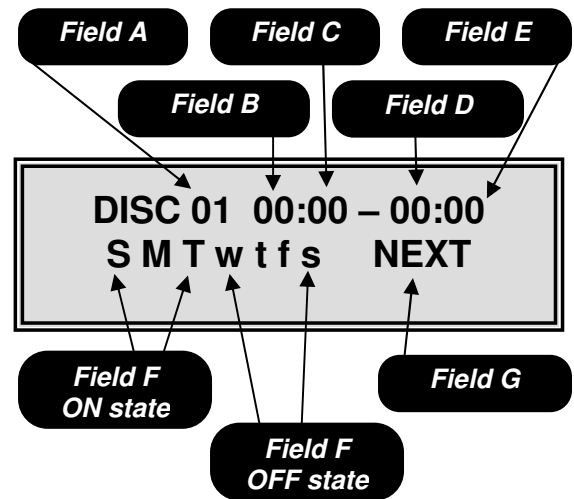 Field A
Field C
Field E
Field B
Field D
DISC 01 00:00 – 00:00
S M T w t f s NEXT
Field F
ON state
Field G
Field F
OFF state